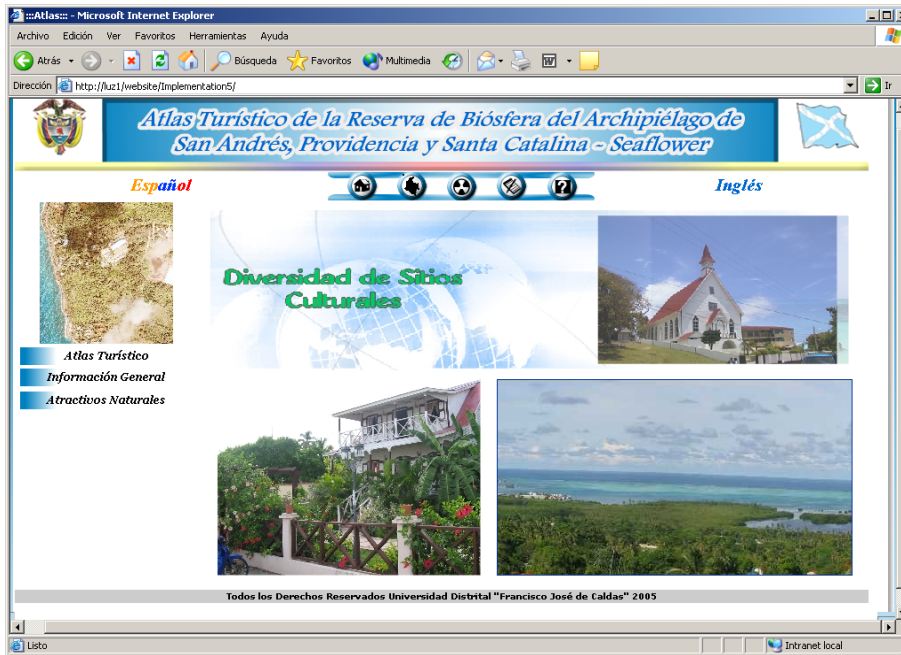 :::Atlas::: - Microsoft Internet Explorer
Archivo Edición Ver Favoritos Herramientas Ayuda
Atrás Búsqueda Favoritos Multimedia
Dirección http://luz1/website/Implementation5/ Ir
Atlas Turístico de la Reserva de Biósfera del Archipiélago de
San Andrés, Providencia y Santa Catalina - Seaflower
Español Inglés
Diversidad de Sitios
Culturales
Atlas Turístico
Información General
Atractivos Naturales
Todos los Derechos Reservados Universidad Distrital "Francisco José de Caldas" 2005
Listo Intranet local